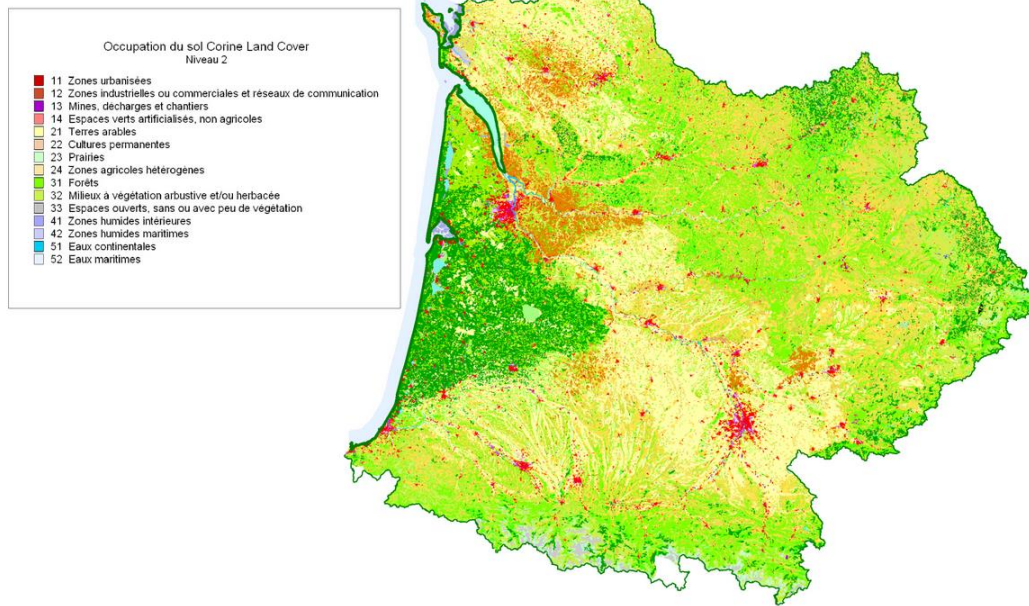 Occupation du sol Corine Land Cover
Niveau 2
11 Zones urbanisées
12 Zones industrielles ou commerciales et réseaux de communication
13 Mines, décharges et chantiers
14 Espaces verts artificialisés, non agricoles
21 Terres arables
22 Cultures permanentes
23 Prairies
24 Zones agricoles hétérogènes
31 Forêts
32 Milieux à végétation arbustive et/ou herbacée
33 Espaces ouverts, sans ou avec peu de végétation
41 Zones humides intérieures
42 Zones humides maritimes
51 Eaux continentales
52 Eaux maritimes